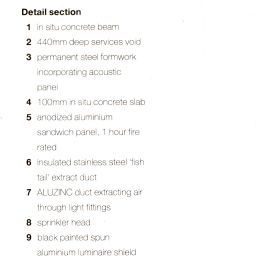 Detail section
1 in situ concrete beam
2 440mm deep services void
3 permanent steel formwork
incorporating acoustic
panel
4 100mm in situ concrete slab
5 anodized aluminium
sandwich panel, 1 hour fire
rated
6 insulated stainless steel 'fish
tail' extract duct
7 ALUZINC duct extracting air
through light fittings
8 sprinkler head
9 black painted spun
aluminium luminaire shield